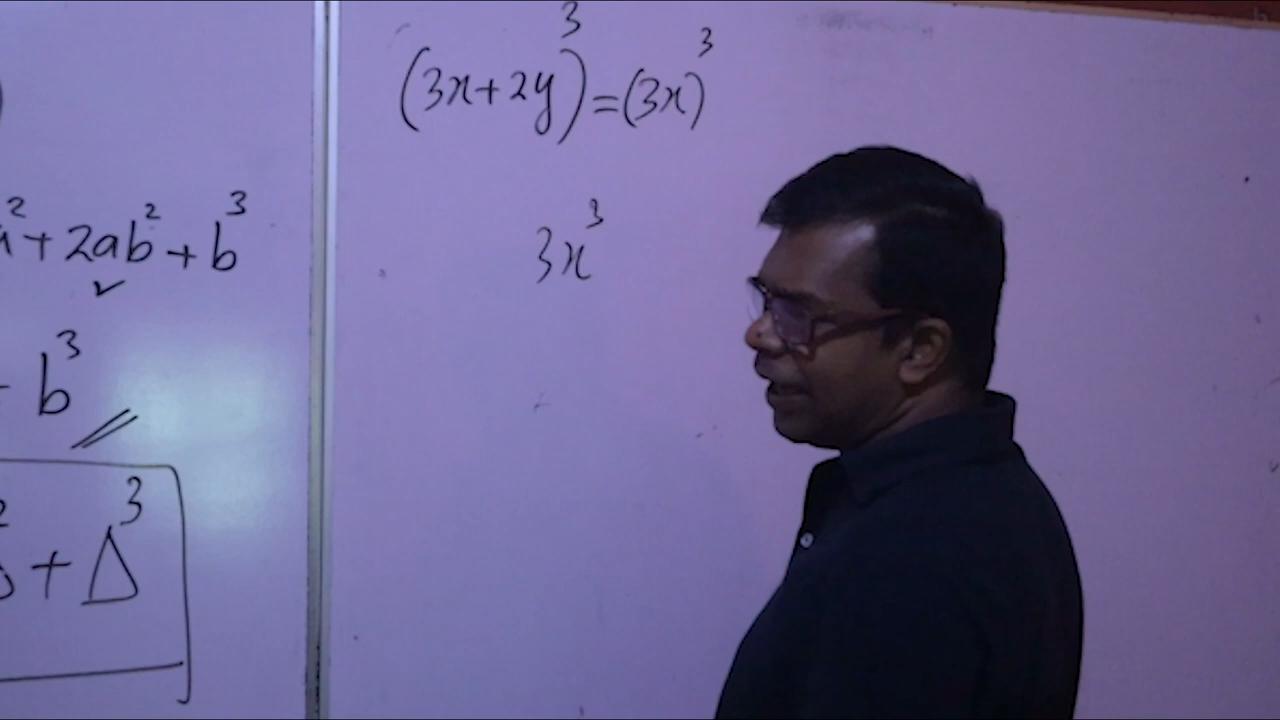 ² + 2ab² + b³
b³
+ Δ³
(3x+2y)³ = (3x)³
3x³